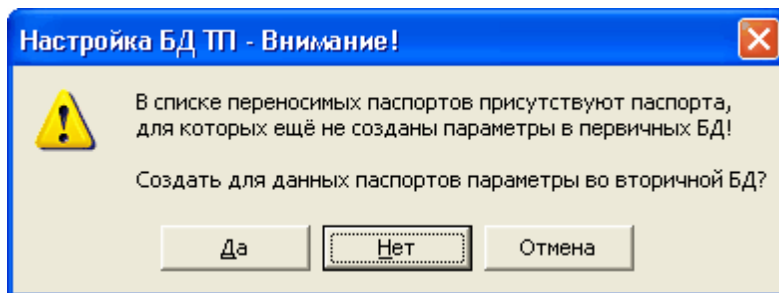 Настройка БД ТП - Внимание!
В списке переносимых паспортов присутствуют паспорта,
для которых ещё не созданы параметры в первичных БД!
Создать для данных паспортов параметры во вторичной БД?
Да
Нет
Отмена